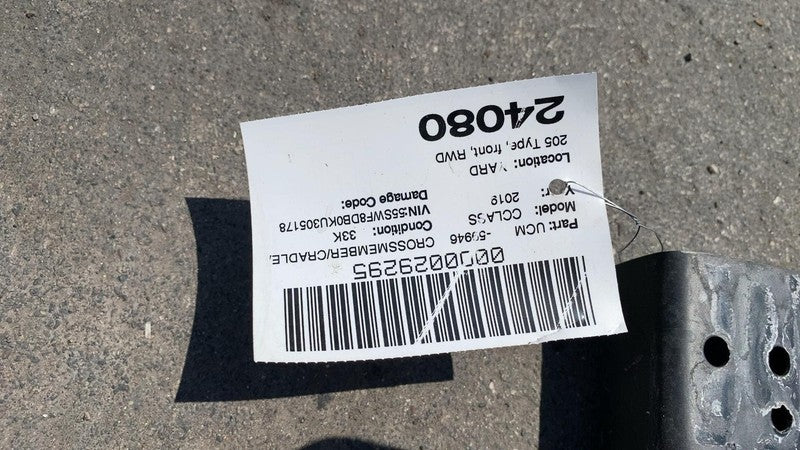 0000029295
CROSSMEMBER/CRADLE
Part: UCM -59946
Model: CCLASS Condition: 33K
Year: 2019 VIN:55SWF8DB0KU305178
Damage Code:
Location: YARD
205 Type, front, RWD
24080